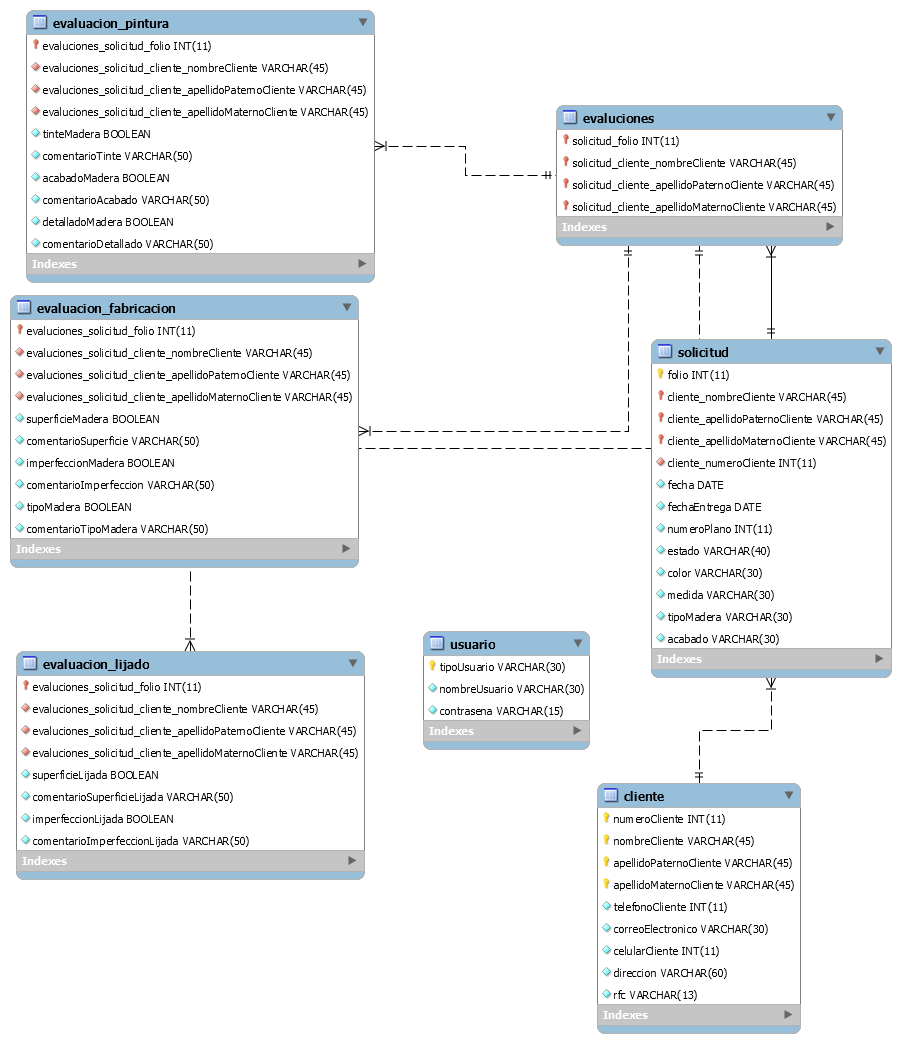 evaluacion_pintura
evaluciones_solicitud_folio INT(11)
evaluciones_solicitud_cliente_nombreCliente VARCHAR(45)
evaluciones_solicitud_cliente_apellidoPaternoCliente VARCHAR(45)
evaluciones_solicitud_cliente_apellidoMaternoCliente VARCHAR(45)
tinteMadera BOOLEAN
comentarioTinte VARCHAR(50)
acabadoMadera BOOLEAN
comentarioAcabado VARCHAR(50)
detalladoMadera BOOLEAN
comentarioDetallado VARCHAR(50)
Indexes
evaluciones
solicitud_folio INT(11)
solicitud_cliente_nombreCliente VARCHAR(45)
solicitud_cliente_apellidoPaternoCliente VARCHAR(45)
solicitud_cliente_apellidoMaternoCliente VARCHAR(45)
Indexes
evaluacion_fabricacion
evaluciones_solicitud_folio INT(11)
evaluciones_solicitud_cliente_nombreCliente VARCHAR(45)
evaluciones_solicitud_cliente_apellidoPaternoCliente VARCHAR(45)
evaluciones_solicitud_cliente_apellidoMaternoCliente VARCHAR(45)
superficieMadera BOOLEAN
comentarioSuperficie VARCHAR(50)
imperfeccionMadera BOOLEAN
comentarioImperfeccion VARCHAR(50)
tipoMadera BOOLEAN
comentarioTipoMadera VARCHAR(50)
Indexes
solicitud
folio INT(11)
cliente_nombreCliente VARCHAR(45)
cliente_apellidoPaternoCliente VARCHAR(45)
cliente_apellidoMaternoCliente VARCHAR(45)
cliente_numeroCliente INT(11)
fecha DATE
fechaEntrega DATE
numeroPlano INT(11)
estado VARCHAR(40)
color VARCHAR(30)
medida VARCHAR(30)
tipoMadera VARCHAR(30)
acabado VARCHAR(30)
Indexes
evaluacion_lijado
evaluciones_solicitud_folio INT(11)
evaluciones_solicitud_cliente_nombreCliente VARCHAR(45)
evaluciones_solicitud_cliente_apellidoPaternoCliente VARCHAR(45)
evaluciones_solicitud_cliente_apellidoMaternoCliente VARCHAR(45)
superficieLijada BOOLEAN
comentarioSuperficieLijada VARCHAR(50)
imperfeccionLijada BOOLEAN
comentarioImperfeccionLijada VARCHAR(50)
Indexes
usuario
tipoUsuario VARCHAR(30)
nombreUsuario VARCHAR(30)
contrasena VARCHAR(15)
Indexes
cliente
numeroCliente INT(11)
nombreCliente VARCHAR(45)
apellidoPaternoCliente VARCHAR(45)
apellidoMaternoCliente VARCHAR(45)
telefonoCliente INT(11)
correoElectronico VARCHAR(30)
celularCliente INT(11)
direccion VARCHAR(60)
rfc VARCHAR(13)
Indexes